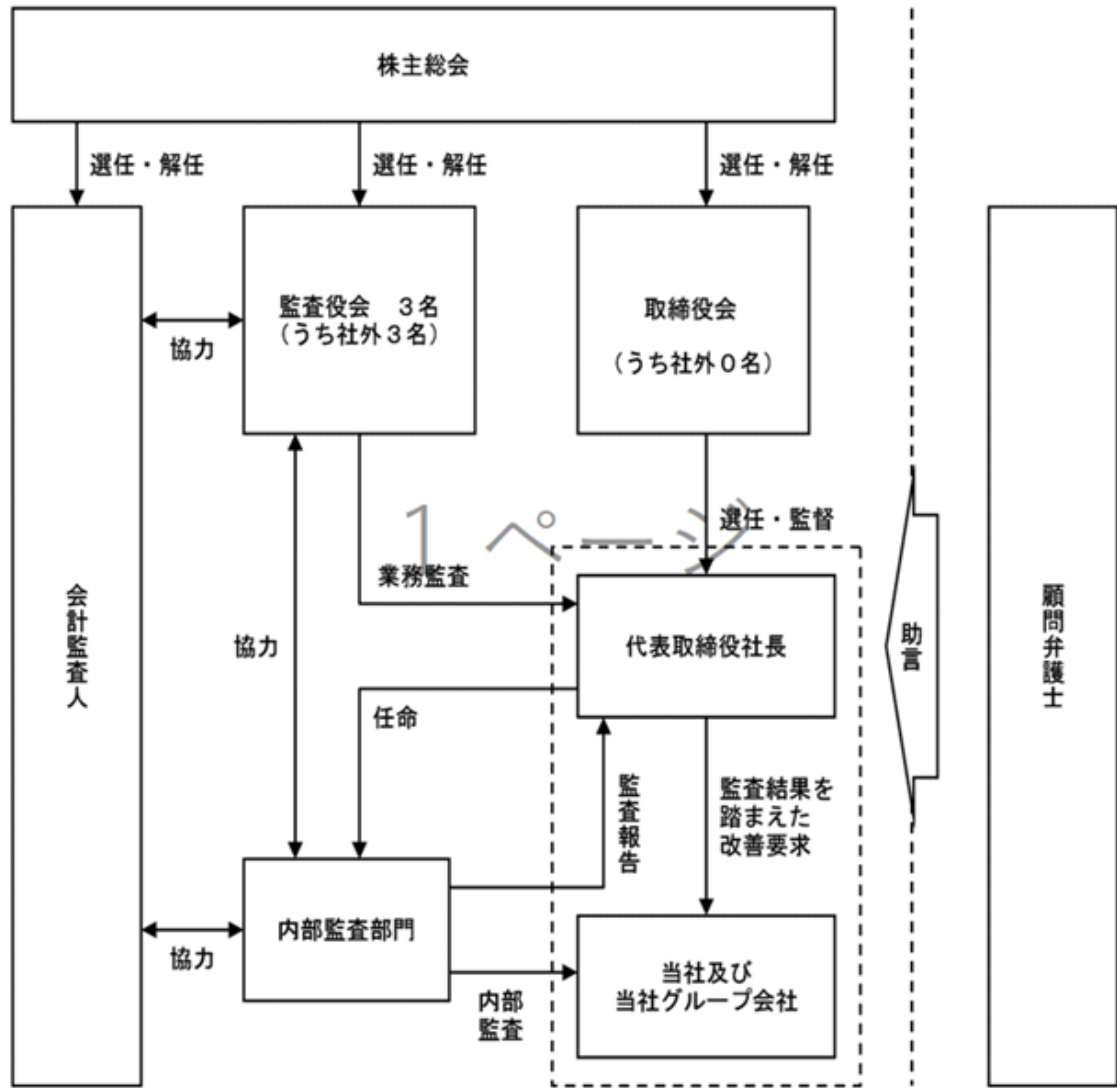 株主総会
選任・解任
選任・解任
選任・解任
監査役会　３名
（うち社外３名）
取締役会
（うち社外０名）
協力
選任・監督
1 ページ
業務監査
代表取締役社長
会計監査人
協力
助言
顧問弁護士
任命
監査報告
監査結果を
踏まえた
改善要求
内部監査部門
協力
内部
監査
当社及び
当社グループ会社